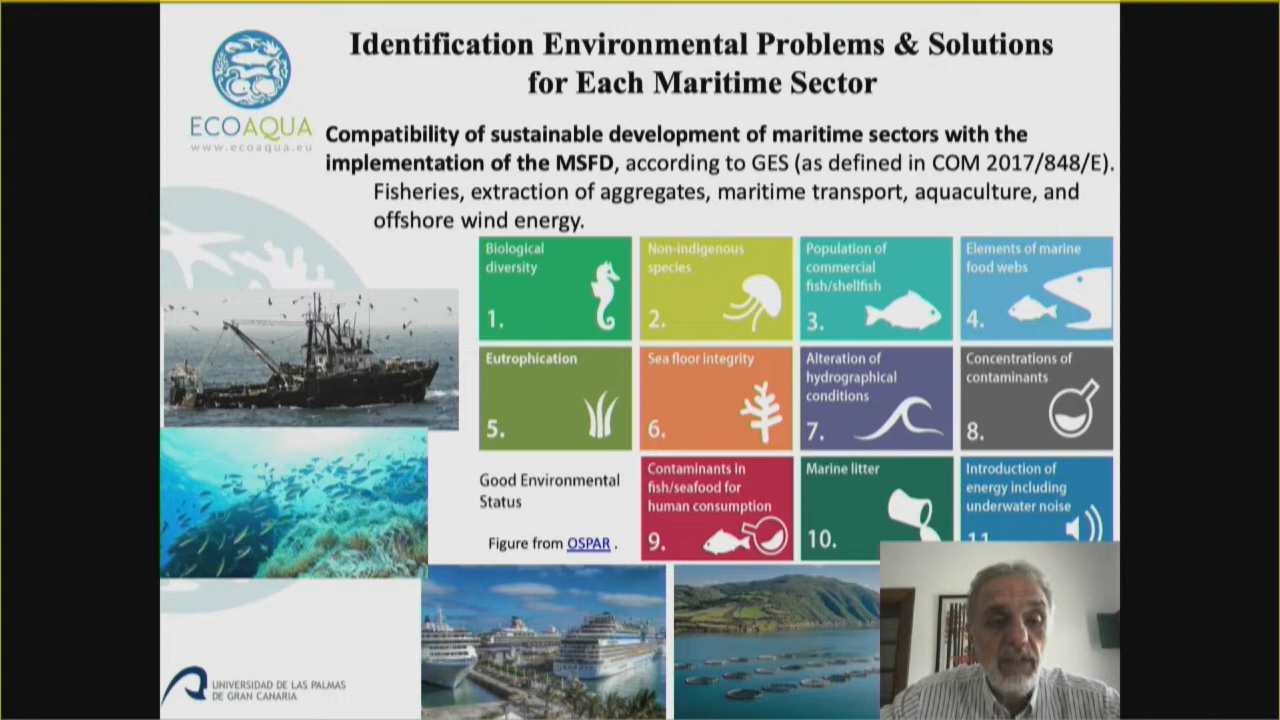 Identification Environmental Problems & Solutions
for Each Maritime Sector
ECOAQUA
www.ecoaqua.eu
Compatibility of sustainable development of maritime sectors with the
implementation of the MSFD, according to GES (as defined in COM 2017/848/E).
Fisheries, extraction of aggregates, maritime transport, aquaculture, and
offshore wind energy.
Biological
diversity
1.
Non-indigenous
species
2.
Population of
commercial
fish/shellfish
3.
Elements of marine
food webs
4.
Eutrophication
5.
Sea floor integrity
6.
Alteration of
hydrographical
conditions
7.
Concentrations of
contaminants
8.
Good Environmental
Status
Figure from OSPAR .
Contaminants in
fish/seafood for
human consumption
9.
Marine litter
10.
Introduction of
energy including
underwater noise
11
UNIVERSIDAD DE LAS PALMAS
DE GRAN CANARIA